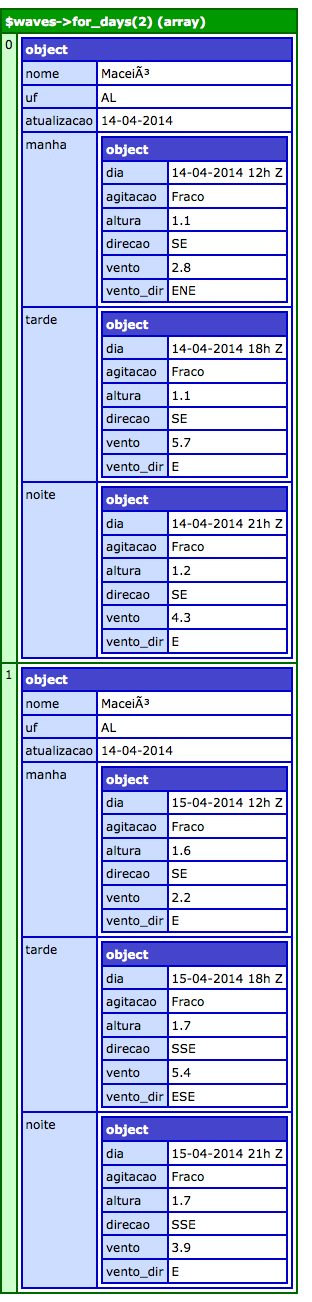 $waves->for_days(2) (array)
0 object
nome MaceiÃ³
uf AL
atualizacao 14-04-2014
manha object
dia 14-04-2014 12h Z
agitacao Fraco
altura 1.1
direcao SE
vento 2.8
vento_dir ENE
tarde object
dia 14-04-2014 18h Z
agitacao Fraco
altura 1.1
direcao SE
vento 5.7
vento_dir E
noite object
dia 14-04-2014 21h Z
agitacao Fraco
altura 1.2
direcao SE
vento 4.3
vento_dir E
1 object
nome MaceiÃ³
uf AL
atualizacao 14-04-2014
manha object
dia 15-04-2014 12h Z
agitacao Fraco
altura 1.6
direcao SE
vento 2.2
vento_dir E
tarde object
dia 15-04-2014 18h Z
agitacao Fraco
altura 1.7
direcao SSE
vento 5.4
vento_dir ESE
noite object
dia 15-04-2014 21h Z
agitacao Fraco
altura 1.7
direcao SSE
vento 3.9
vento_dir E